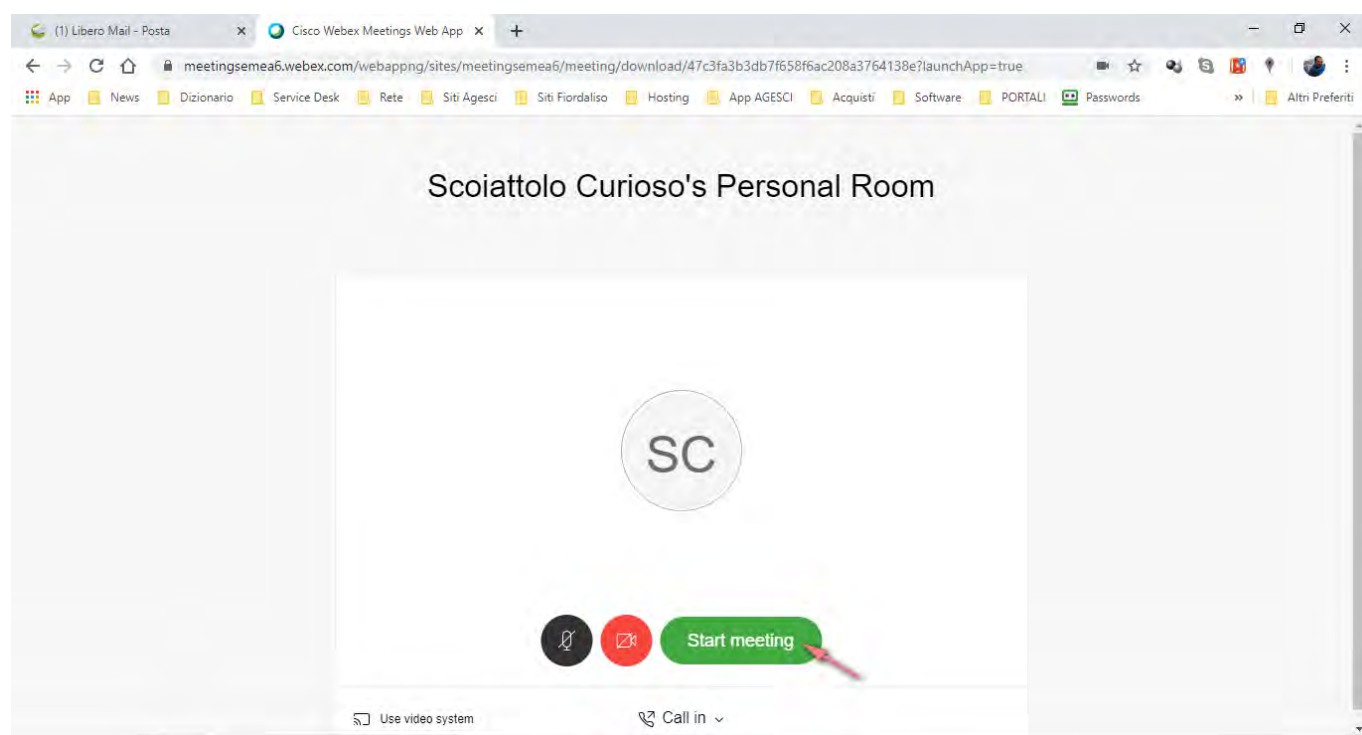 (1) Libero Mail - Posta
Cisco Webex Meetings Web App
meetingsemea6.webex.com/webappng/sites/meetingsemea6/meeting/download/47c3fa3b3db7f658f6ac208a3764138e?launchApp=true
App News Dizionario Service Desk Rete Siti Agesci Siti Fiordaliso Hosting App AGESCI Acquisti Software PORTALI Passwords » Altri Preferiti
Scoiattolo Curioso's Personal Room
SC
Start meeting
Use video system Call in